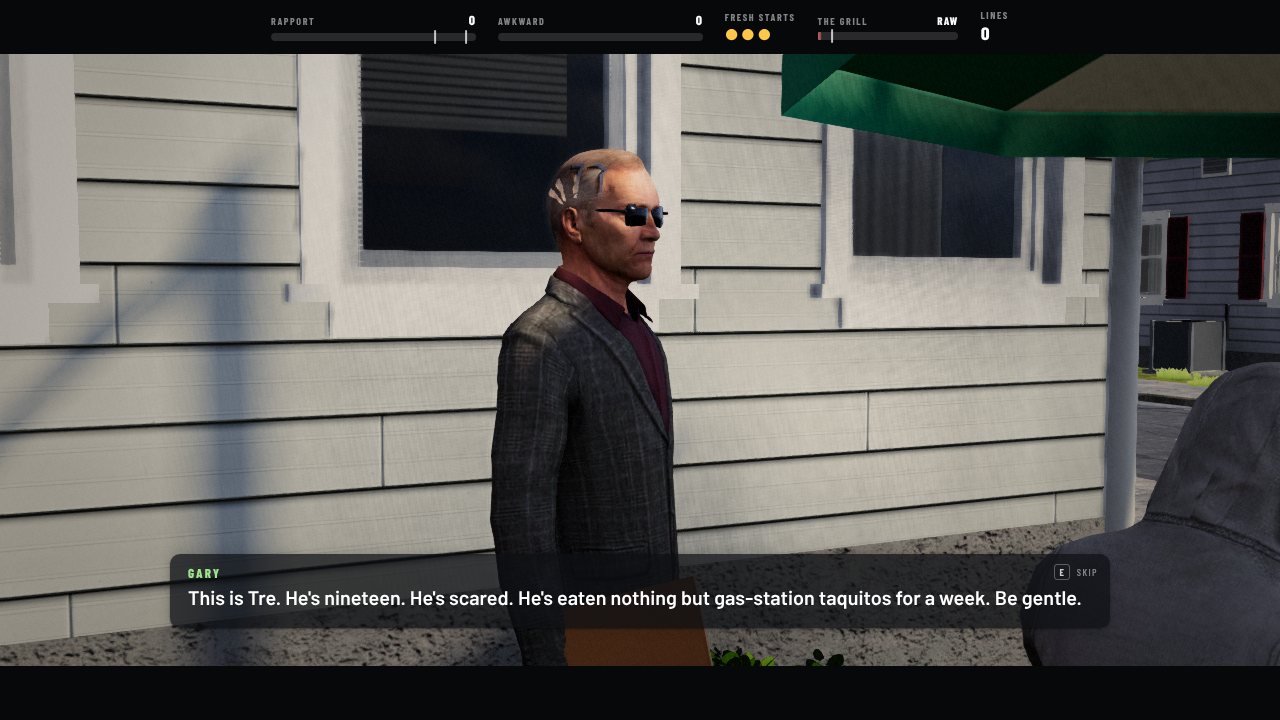 RAPPORT 0
AWKWARD 0
FRESH STARTS
THE GRILL RAW
LINES
0
GARY
E SKIP
This is Tre. He's nineteen. He's scared. He's eaten nothing but gas-station taquitos for a week. Be gentle.